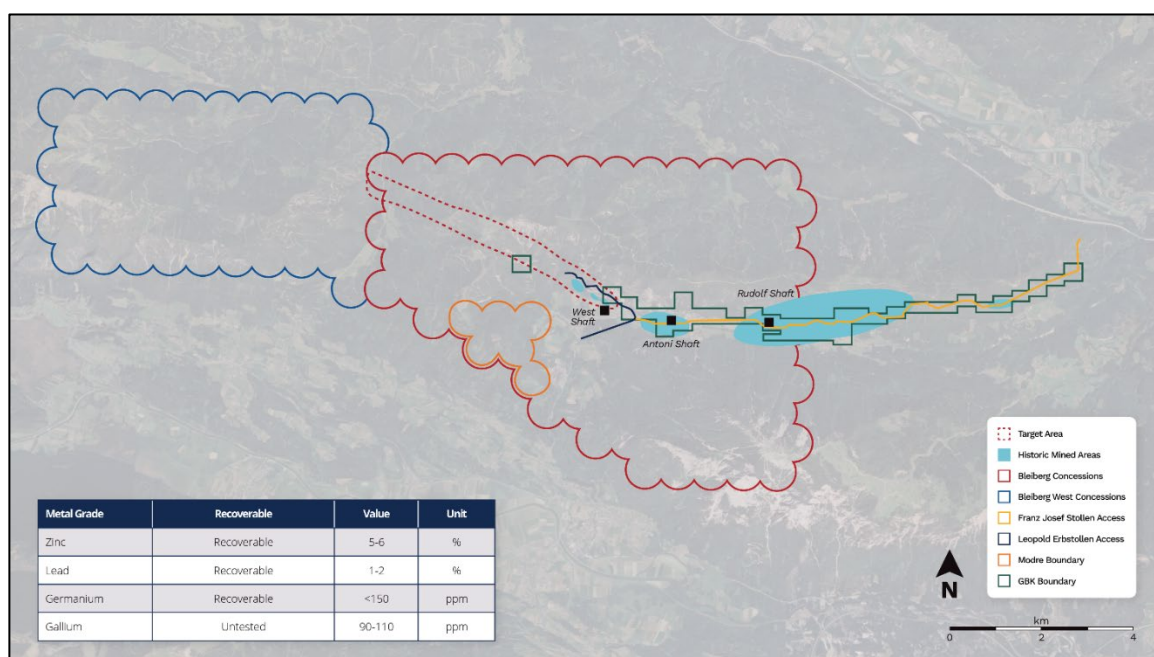 Rudolf Shaft
West
Shaft
Antoni Shaft
Target Area
Historic Mined Areas
Bleiberg Concessions
Bleiberg West Concessions
Franz Josef Stollen Access
Leopold Erbstollen Access
Modre Boundary
GBK Boundary
Metal Grade Recoverable Value Unit
Zinc Recoverable 5-6 %
Lead Recoverable 1-2 %
Germanium Recoverable <150 ppm
Gallium Untested 90-110 ppm
N
km
0 2 4